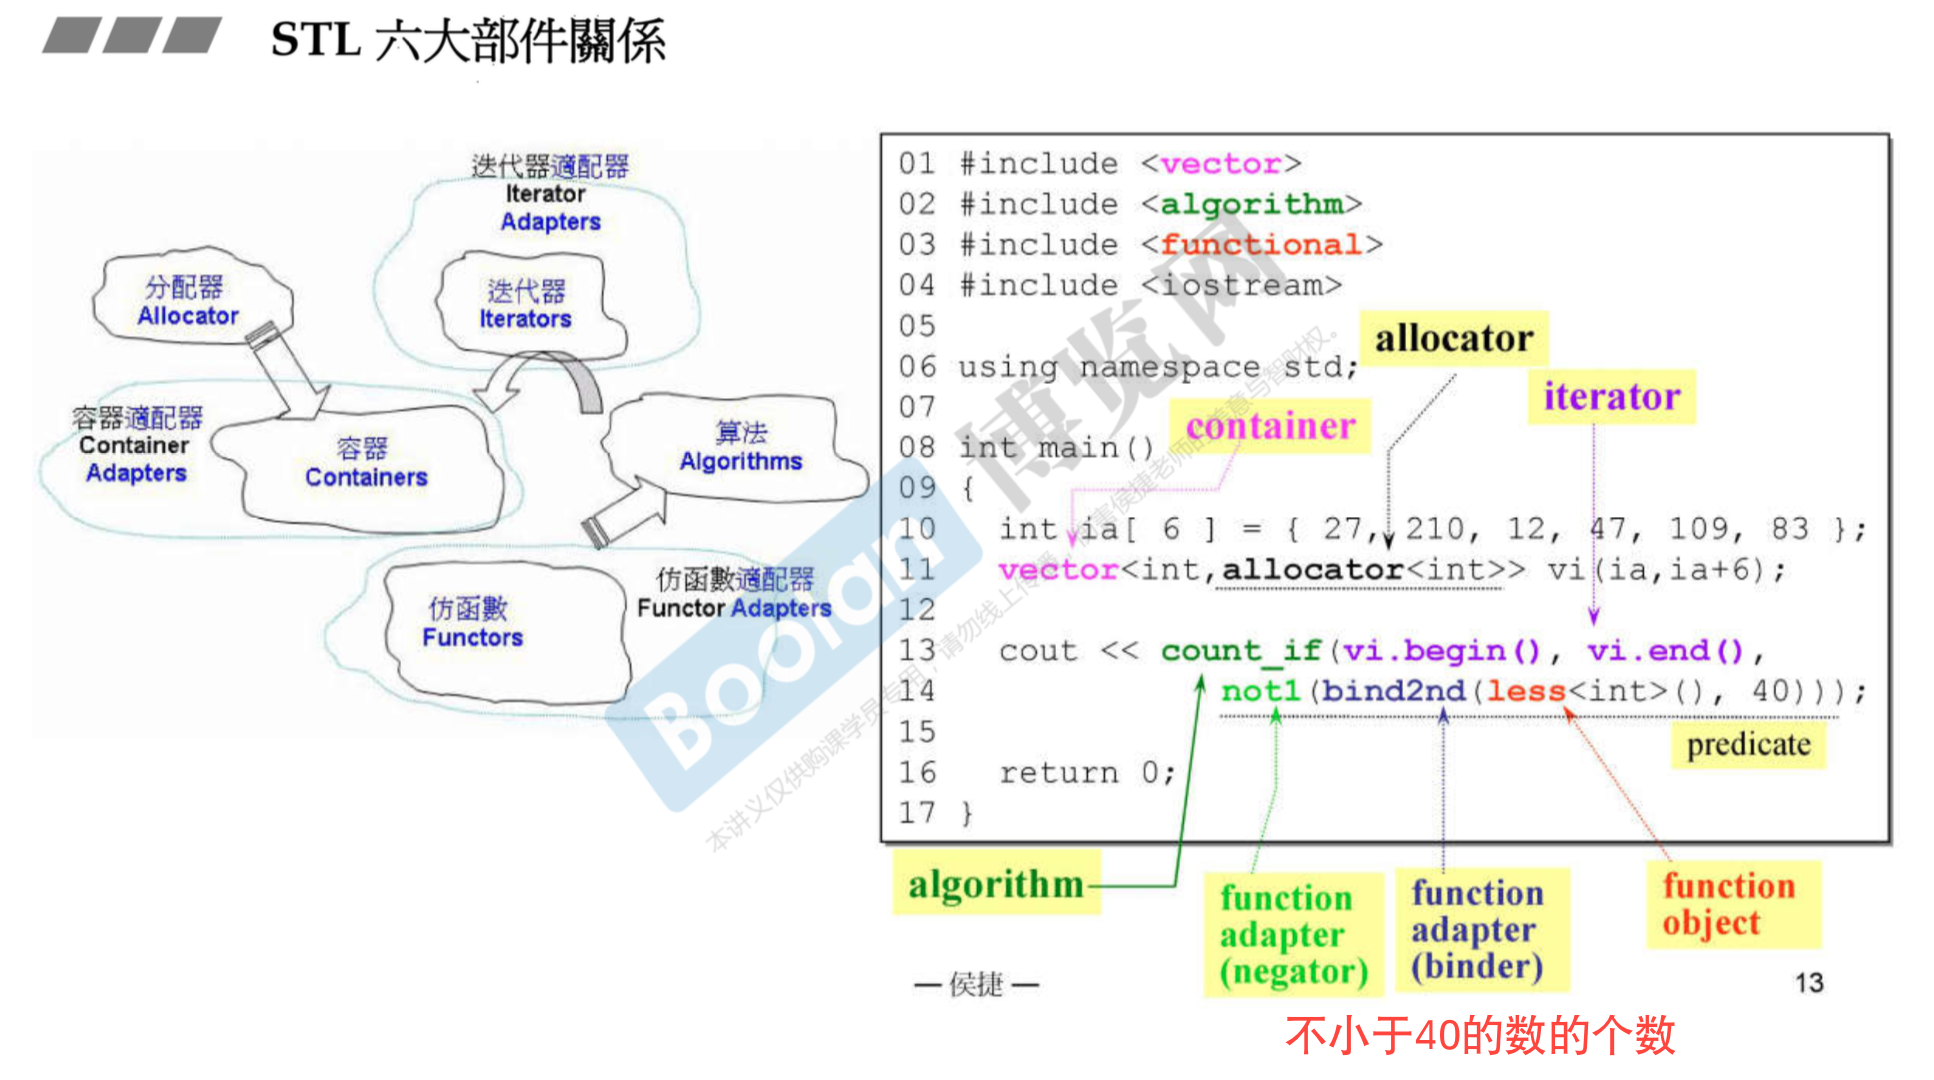 STL 六大部件關係
迭代器適配器
Iterator
Adapters
分配器
Allocator
迭代器
Iterators
容器適配器
Container
Adapters
容器
Containers
算法
Algorithms
仿函數
Functors
仿函數適配器
Functor Adapters
01 #include <vector>
02 #include <algorithm>
03 #include <functional>
04 #include <iostream>
05
06 using namespace std;
07
08 int main()
09 {
10 int ia[ 6 ] = { 27, 210, 12, 47, 109, 83 };
11 vector<int,allocator<int>> vi(ia,ia+6);
12
13 cout << count_if(vi.begin(), vi.end(),
14 not1(bind2nd(less<int>(), 40)));
15
16 return 0;
17 }
allocator
iterator
container
predicate
algorithm
function
adapter
(negator)
function
adapter
(binder)
function
object
— 侯捷 —
13
不小于40的数的个数
Boolan
博览网
本讲义仅供购课学员专用，请勿线上传播，
侯捷老师的
意与智财权。